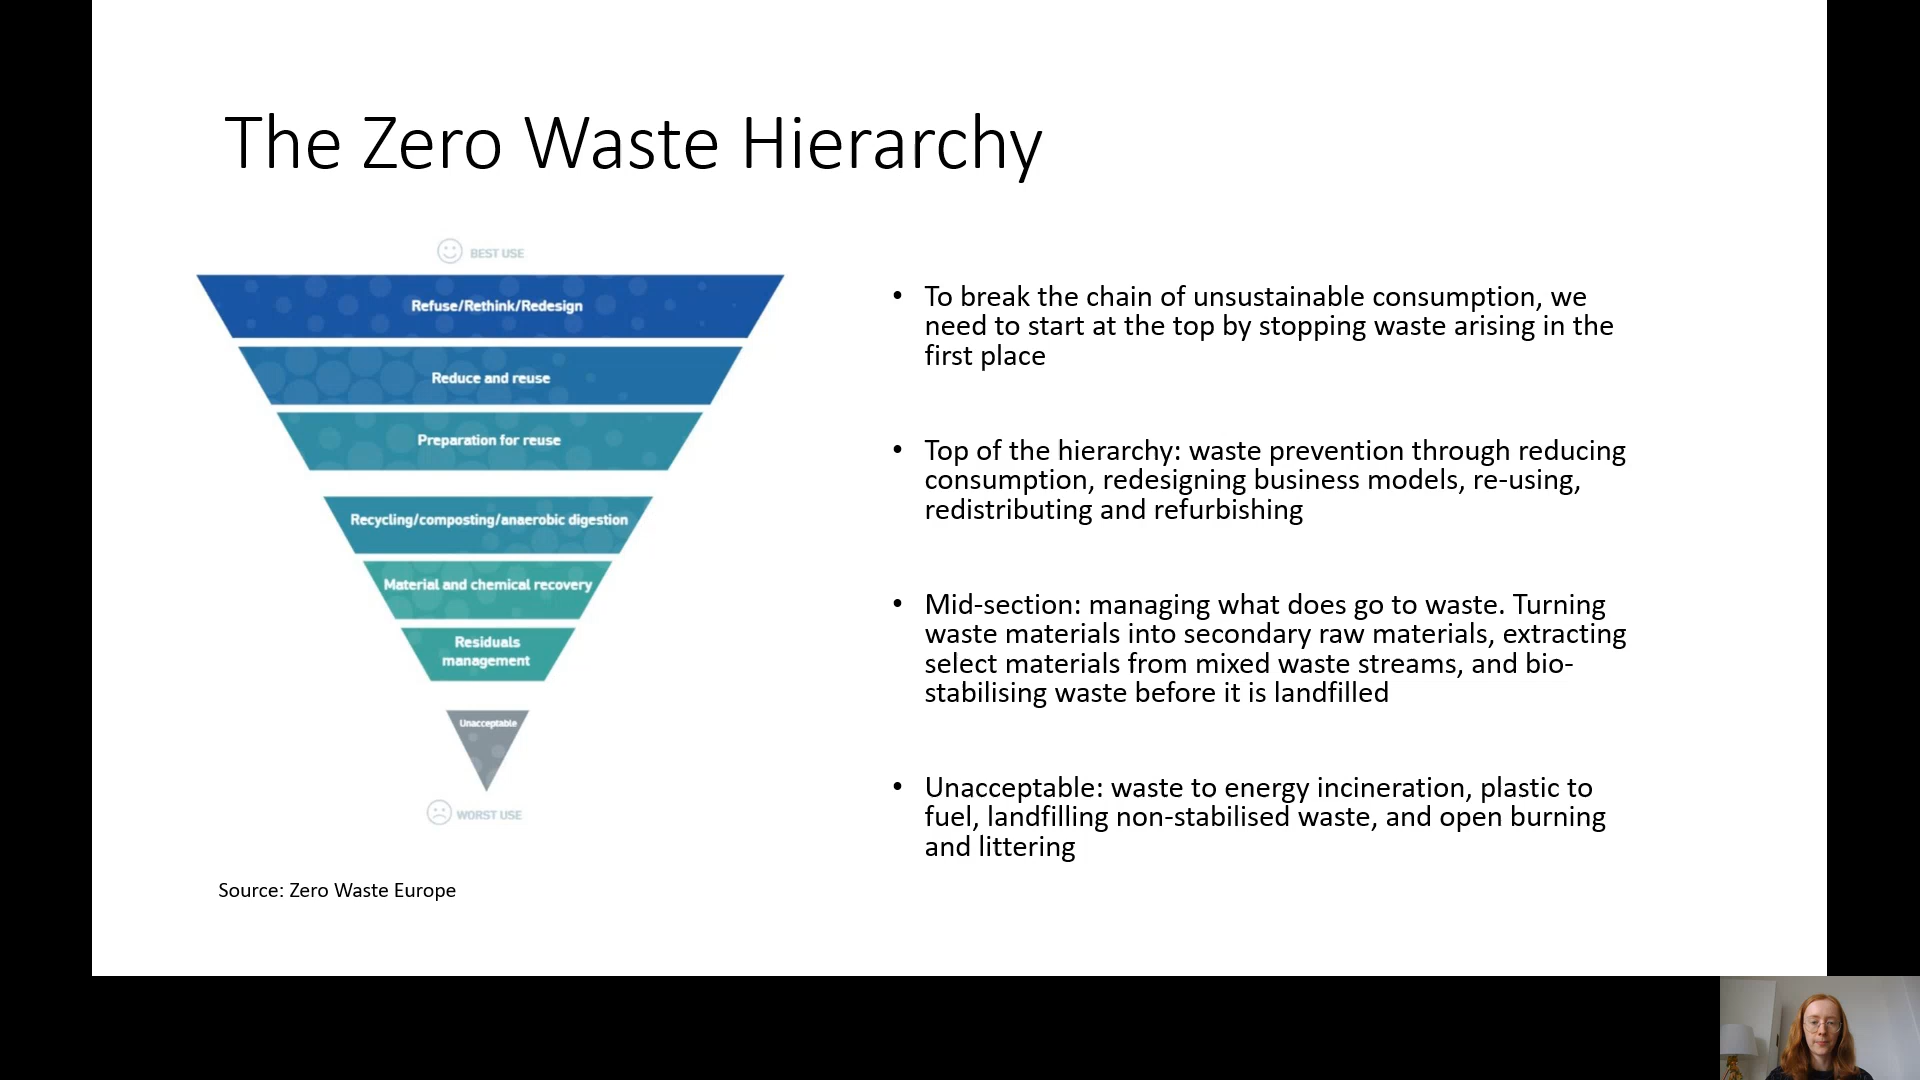 The Zero Waste Hierarchy
BEST USE
Refuse/Rethink/Redesign
Reduce and reuse
Preparation for reuse
Recycling/composting/anaerobic digestion
Material and chemical recovery
Residuals
management
Unacceptable
WORST USE
Source: Zero Waste Europe
• To break the chain of unsustainable consumption, we
need to start at the top by stopping waste arising in the
first place
• Top of the hierarchy: waste prevention through reducing
consumption, redesigning business models, re-using,
redistributing and refurbishing
• Mid-section: managing what does go to waste. Turning
waste materials into secondary raw materials, extracting
select materials from mixed waste streams, and bio-
stabilising waste before it is landfilled
• Unacceptable: waste to energy incineration, plastic to
fuel, landfilling non-stabilised waste, and open burning
and littering